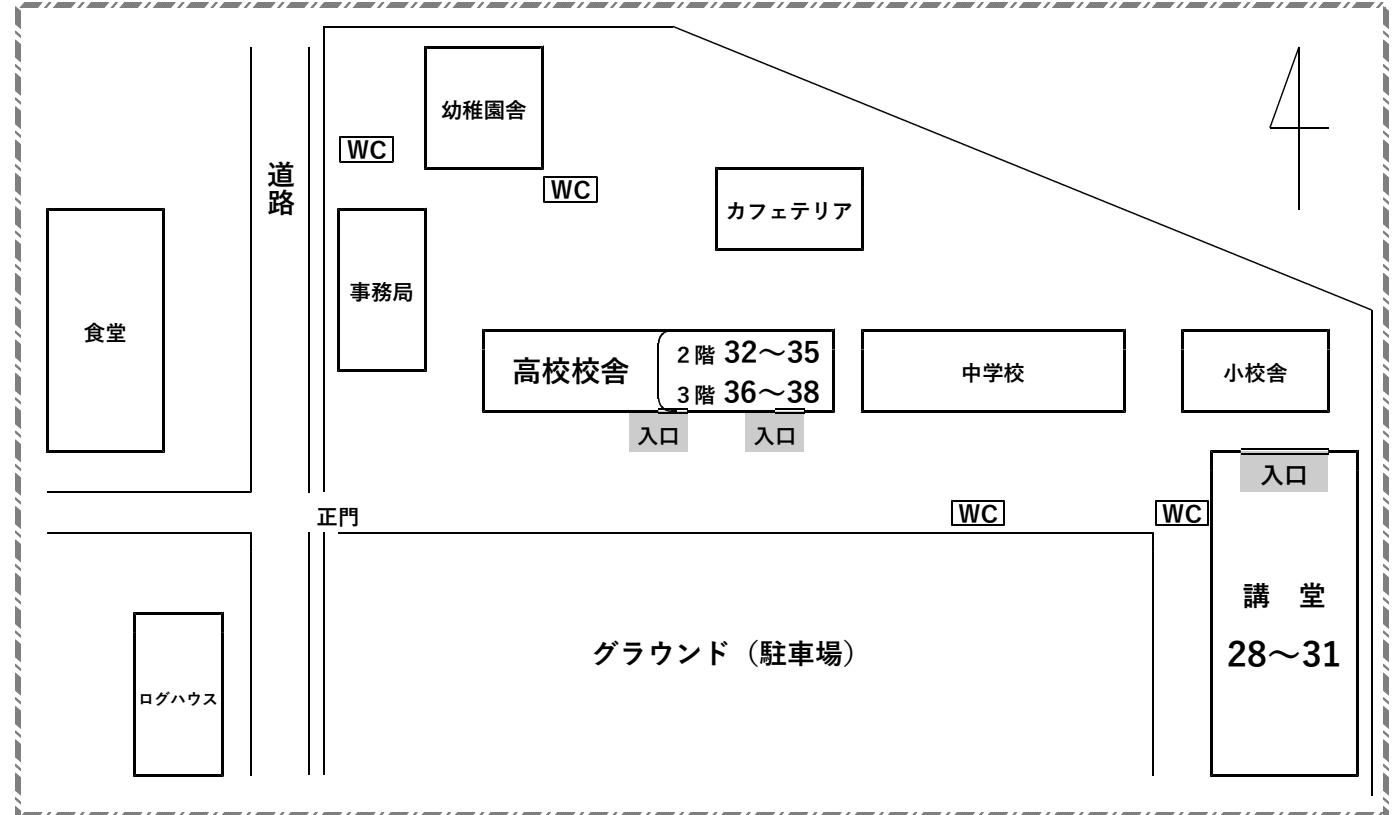 幼稚園舎
WC
道路
WC
カフェテリア
事務局
食堂
高校校舎
2階 32～35
3階 36～38
中学校
小校舎
入口
入口
入口
正門
WC
WC
講　堂
28～31
グラウンド（駐車場）
ログハウス